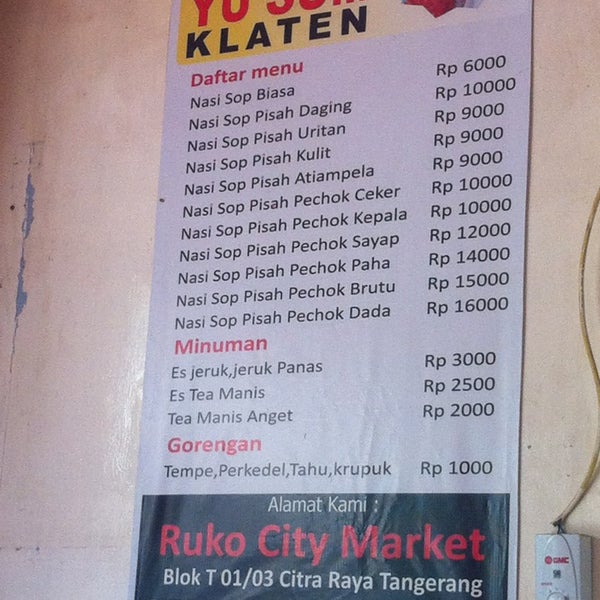 YU SUM
KLATEN
Daftar menu
Nasi Sop Biasa Rp 6000
Nasi Sop Pisah Daging Rp 10000
Nasi Sop Pisah Uritan Rp 9000
Nasi Sop Pisah Kulit Rp 9000
Nasi Sop Pisah Atiampela Rp 9000
Nasi Sop Pisah Pechok Ceker Rp 10000
Nasi Sop Pisah Pechok Kepala Rp 10000
Nasi Sop Pisah Pechok Sayap Rp 12000
Nasi Sop Pisah Pechok Paha Rp 14000
Nasi Sop Pisah Pechok Brutu Rp 15000
Nasi Sop Pisah Pechok Dada Rp 16000
Minuman
Es jeruk,jeruk Panas Rp 3000
Es Tea Manis Rp 2500
Tea Manis Anget Rp 2000
Gorengan
Tempe,Perkedel,Tahu,krupuk Rp 1000
Alamat Kami :
Ruko City Market
Blok T 01/03 Citra Raya Tangerang
GMC